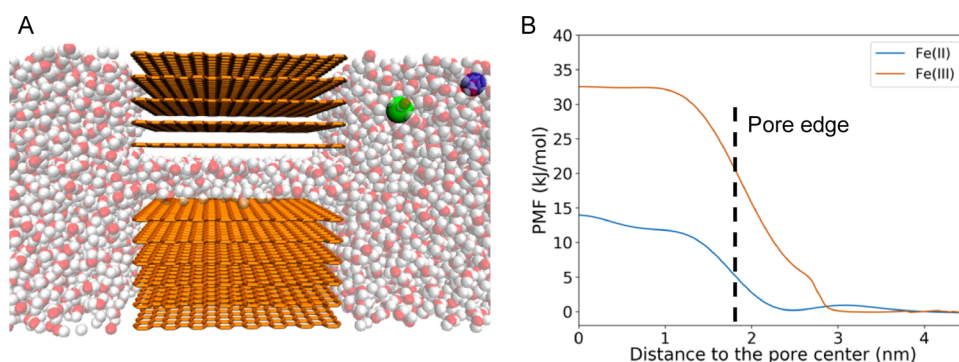 A
B
40
35
30
25
20
15
10
5
0
PMF (kJ/mol)
Fe(II)
Fe(III)
Pore edge
0
1
2
3
4
Distance to the pore center (nm)